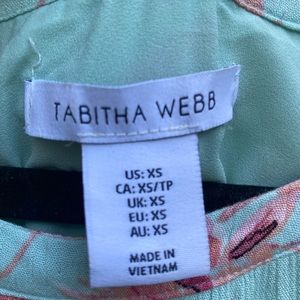 TABITHA WEBB
US: XS
CA: XS/TP
UK: XS
EU: XS
AU: XS
MADE IN
VIETNAM